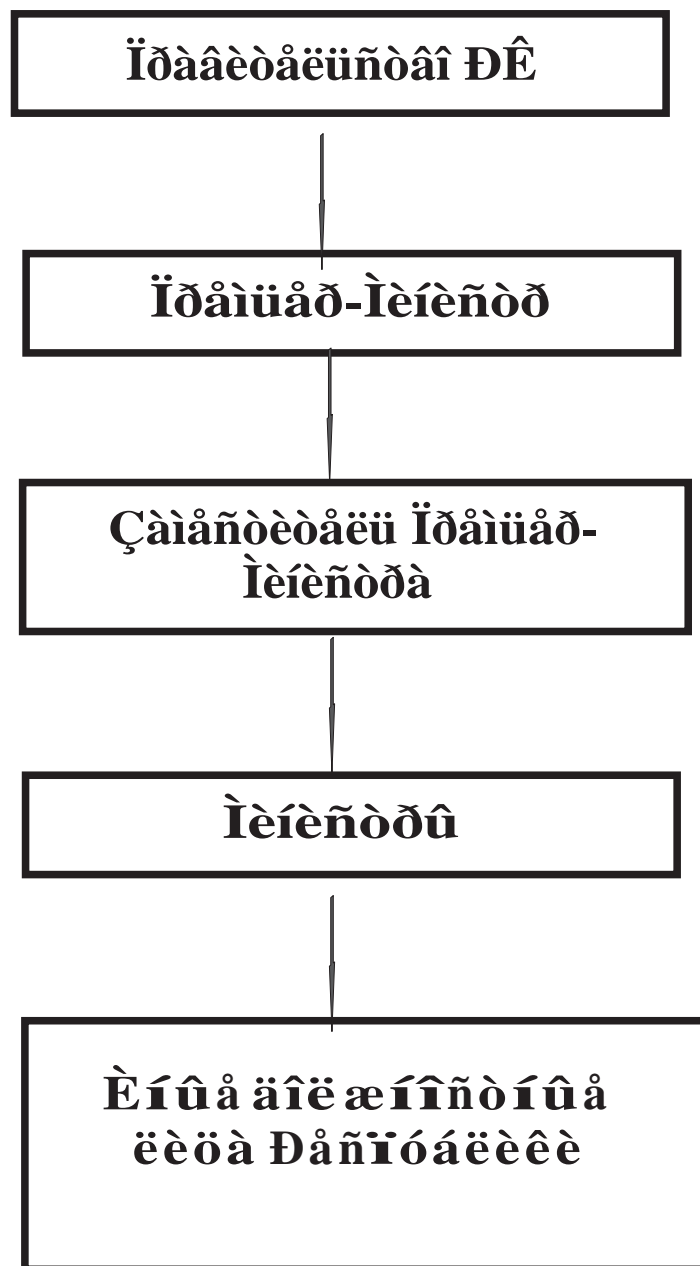 Ïðàâèòåëüñòâî ÐÊ
Ïðåìüåð-Ìèíèñòð
Çàìåñòèòåëü Ïðåìüåð-
Ìèíèñòðà
Ìèíèñòðû
Èíûå äîëæíîñòíûå
ëèöà Ðåñïóáëèêè